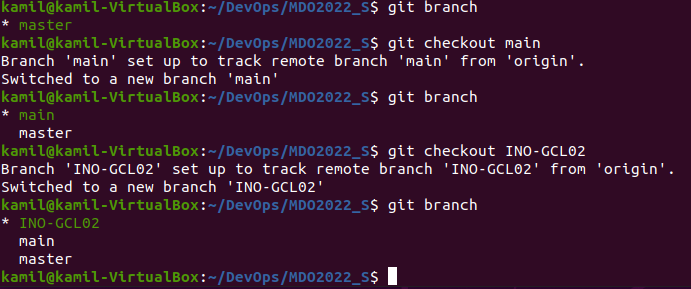 kamil@kamil-VirtualBox:~/DevOps/MDO2022_S$ git branch
* master
kamil@kamil-VirtualBox:~/DevOps/MDO2022_S$ git checkout main
Branch 'main' set up to track remote branch 'main' from 'origin'.
Switched to a new branch 'main'
kamil@kamil-VirtualBox:~/DevOps/MDO2022_S$ git branch
* main
  master
kamil@kamil-VirtualBox:~/DevOps/MDO2022_S$ git checkout INO-GCL02
Branch 'INO-GCL02' set up to track remote branch 'INO-GCL02' from 'origin'.
Switched to a new branch 'INO-GCL02'
kamil@kamil-VirtualBox:~/DevOps/MDO2022_S$ git branch
* INO-GCL02
  main
  master
kamil@kamil-VirtualBox:~/DevOps/MDO2022_S$